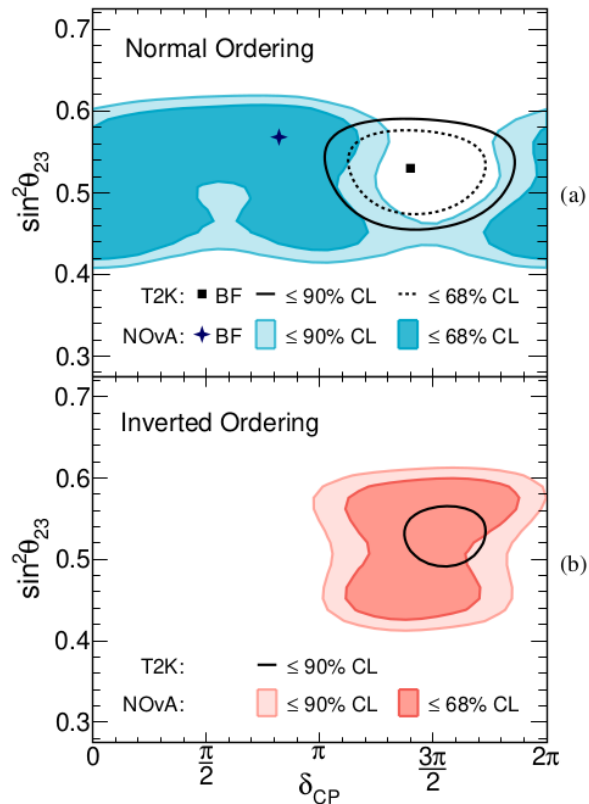 0.7
Normal Ordering
0.6
0.5
0.4
0.3
sin²θ₂₃
(a)
T2K: BF ≤ 90% CL ≤ 68% CL
NOvA: BF ≤ 90% CL ≤ 68% CL
0.7
Inverted Ordering
0.6
0.5
0.4
0.3
sin²θ₂₃
(b)
T2K: ≤ 90% CL
NOvA: ≤ 90% CL ≤ 68% CL
0 π/2 π 3π/2 2π
δCP